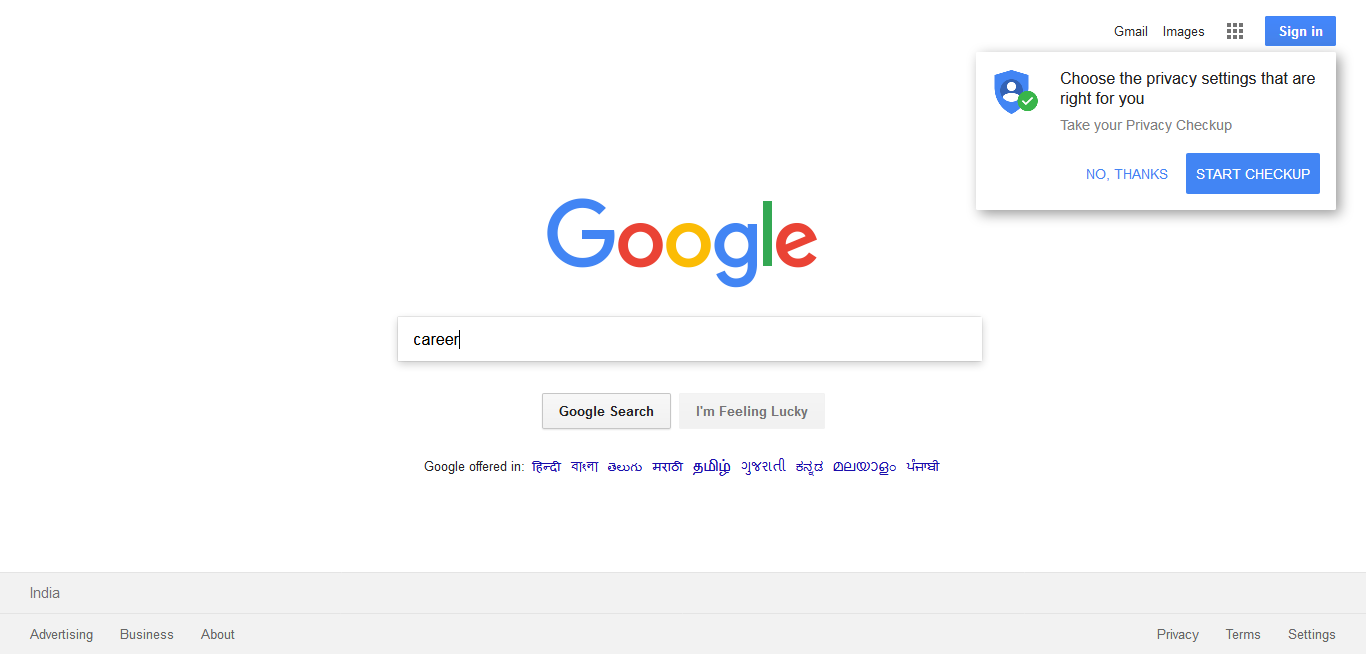 Gmail Images Sign in
Choose the privacy settings that are
right for you
Take your Privacy Checkup
NO, THANKS START CHECKUP
Google
career
Google Search I'm Feeling Lucky
Google offered in: हिन्दी বাংলা తెలుగు मराठी தமிழ் ગુજરાતી ಕನ್ನಡ മലയാളം ਪੰਜਾਬੀ
India
Advertising Business About Privacy Terms Settings